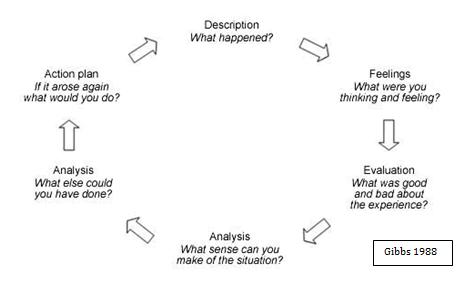 Description
What happened?
Feelings
What were you
thinking and feeling?
Evaluation
What was good
and bad about
the experience?
Analysis
What sense can you
make of the situation?
Analysis
What else could
you have done?
Action plan
If it arose again
what would you do?
Gibbs 1988